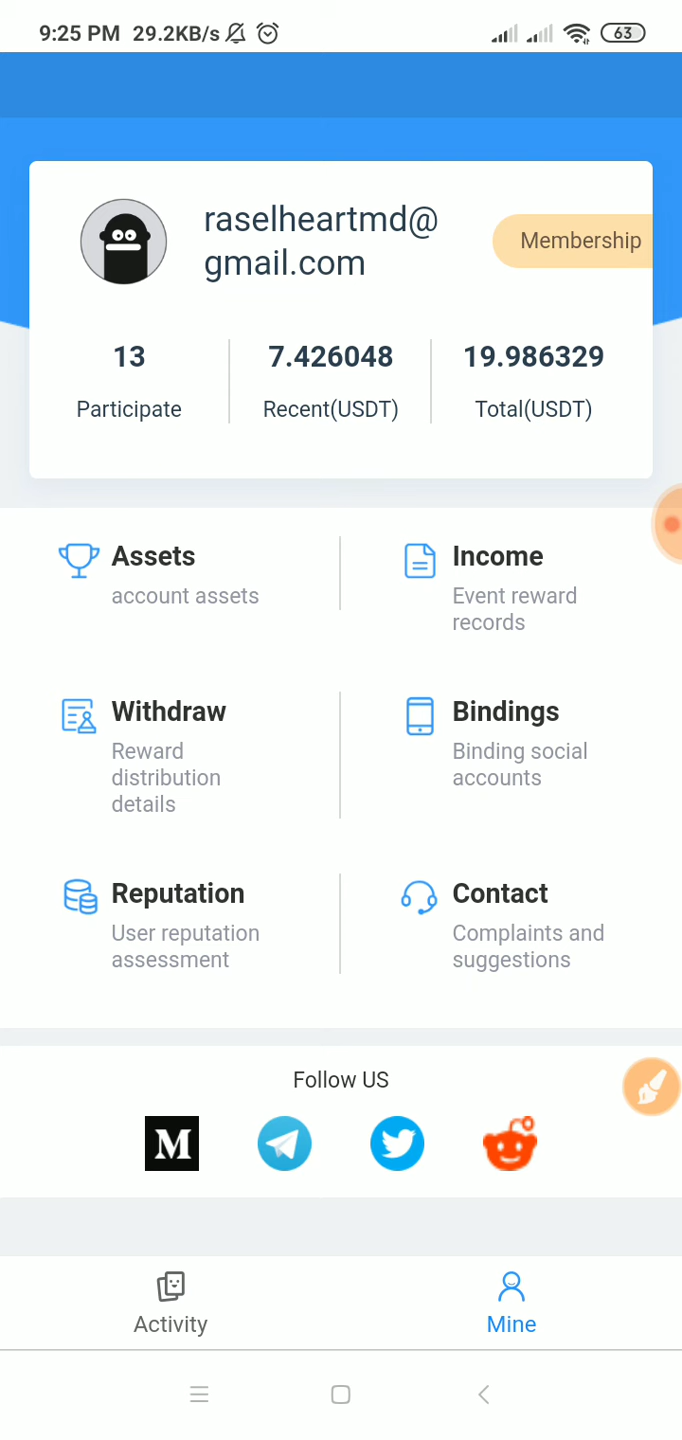 9:25 PM 29.2KB/s 63
raselheartmd@
gmail.com
Membership
13 7.426048 19.986329
Participate Recent(USDT) Total(USDT)
Assets
account assets
Income
Event reward
records
Withdraw
Reward
distribution
details
Bindings
Binding social
accounts
Reputation
User reputation
assessment
Contact
Complaints and
suggestions
Follow US
M
Activity Mine